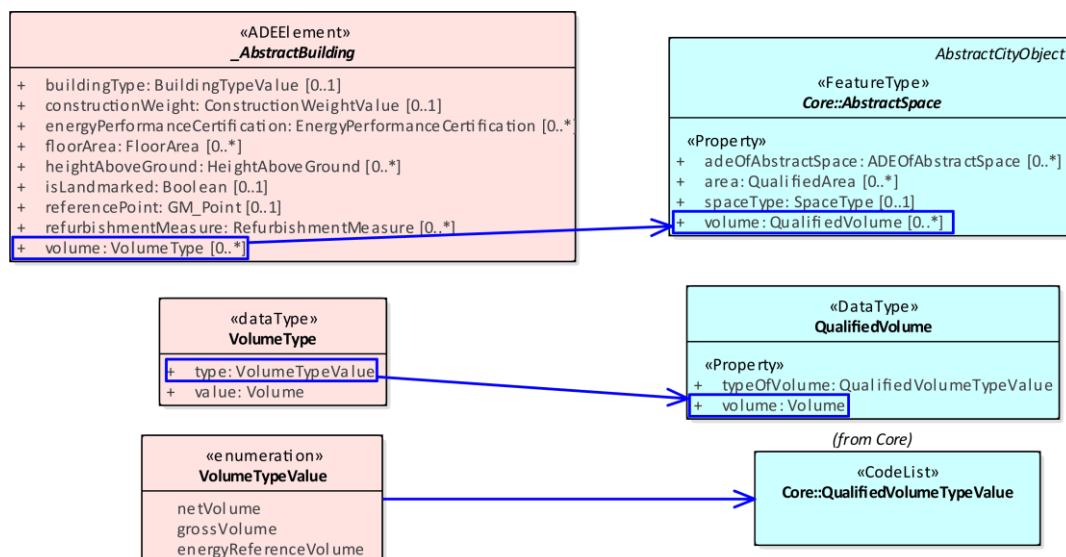 «ADEElement»
_AbstractBuilding
+ buildingType: BuildingTypeValue [0..1]
+ constructionWeight: ConstructionWeightValue [0..1]
+ energyPerformanceCertification: EnergyPerformanceCertification [0..*]
+ floorArea: FloorArea [0..*]
+ heightAboveGround: HeightAboveGround [0..*]
+ isLandmarked: Boolean [0..1]
+ referencePoint: GM_Point [0..1]
+ refurbishmentMeasure: RefurbishmentMeasure [0..*]
+ volume: VolumeType [0..*]
AbstractCityObject
«FeatureType»
Core::AbstractSpace
«Property»
+ adeOfAbstractSpace: ADEOfAbstractSpace [0..*]
+ area: QualifiedArea [0..*]
+ spaceType: SpaceType [0..1]
+ volume: QualifiedVolume [0..*]
«dataType»
VolumeType
+ type: VolumeTypeValue
+ value: Volume
«DataType»
QualifiedVolume
«Property»
+ typeOfVolume: QualifiedVolumeTypeValue
+ volume: Volume
(from Core)
«enumeration»
VolumeTypeValue
netVolume
grossVolume
energyReferenceVolume
«CodeList»
Core::QualifiedVolumeTypeValue